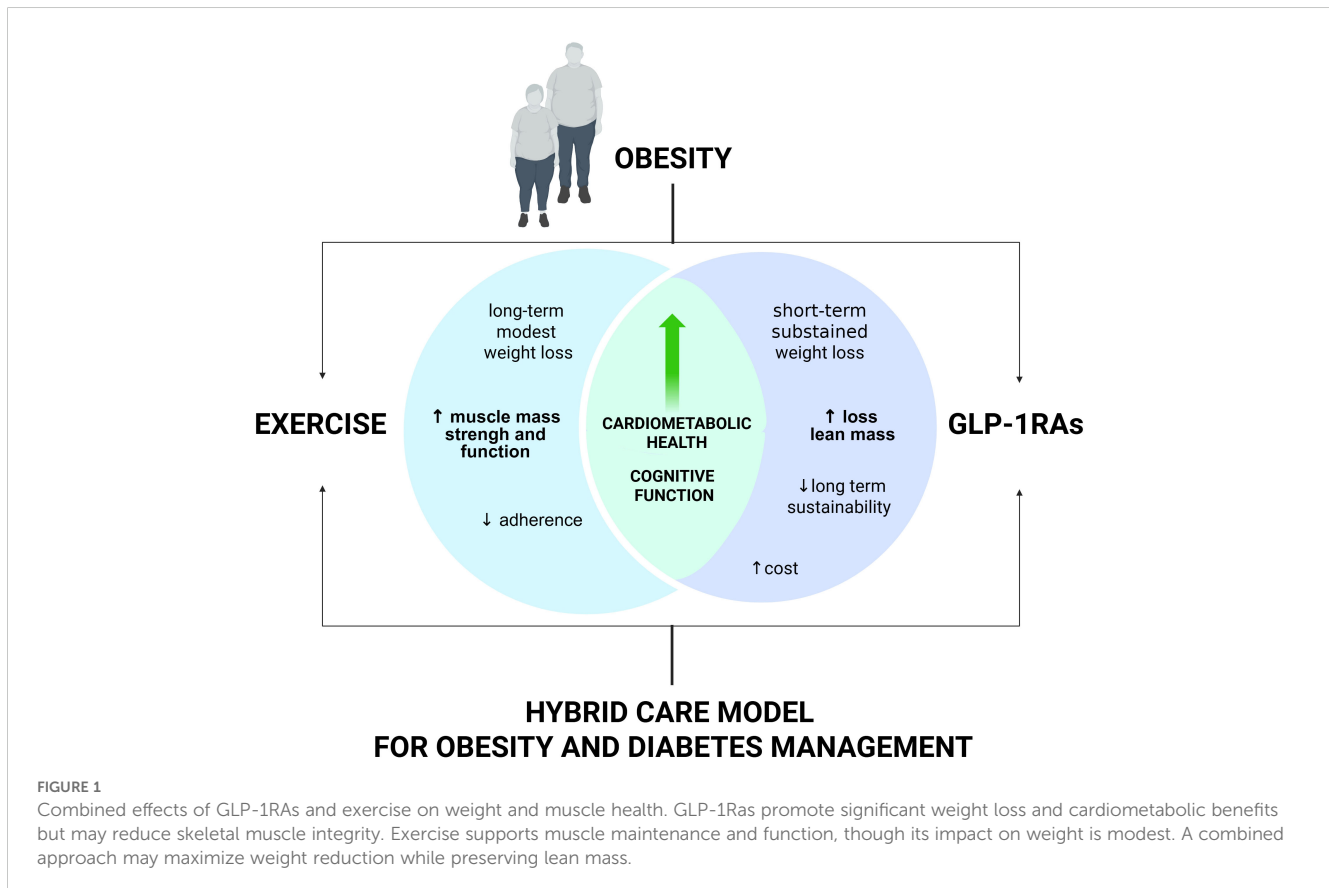 OBESITY
long-term
modest
weight loss
short-term
substained
weight loss
EXERCISE
↑ muscle mass
strengh and
function
CARDIOMETABOLIC
HEALTH
COGNITIVE
FUNCTION
↑ loss
lean mass
GLP-1RAs
↓ adherence
↓long term
sustainability
↑cost
HYBRID CARE MODEL
FOR OBESITY AND DIABETES MANAGEMENT
FIGURE 1
Combined effects of GLP-1RAs and exercise on weight and muscle health. GLP-1Ras promote significant weight loss and cardiometabolic benefits
but may reduce skeletal muscle integrity. Exercise supports muscle maintenance and function, though its impact on weight is modest. A combined
approach may maximize weight reduction while preserving lean mass.